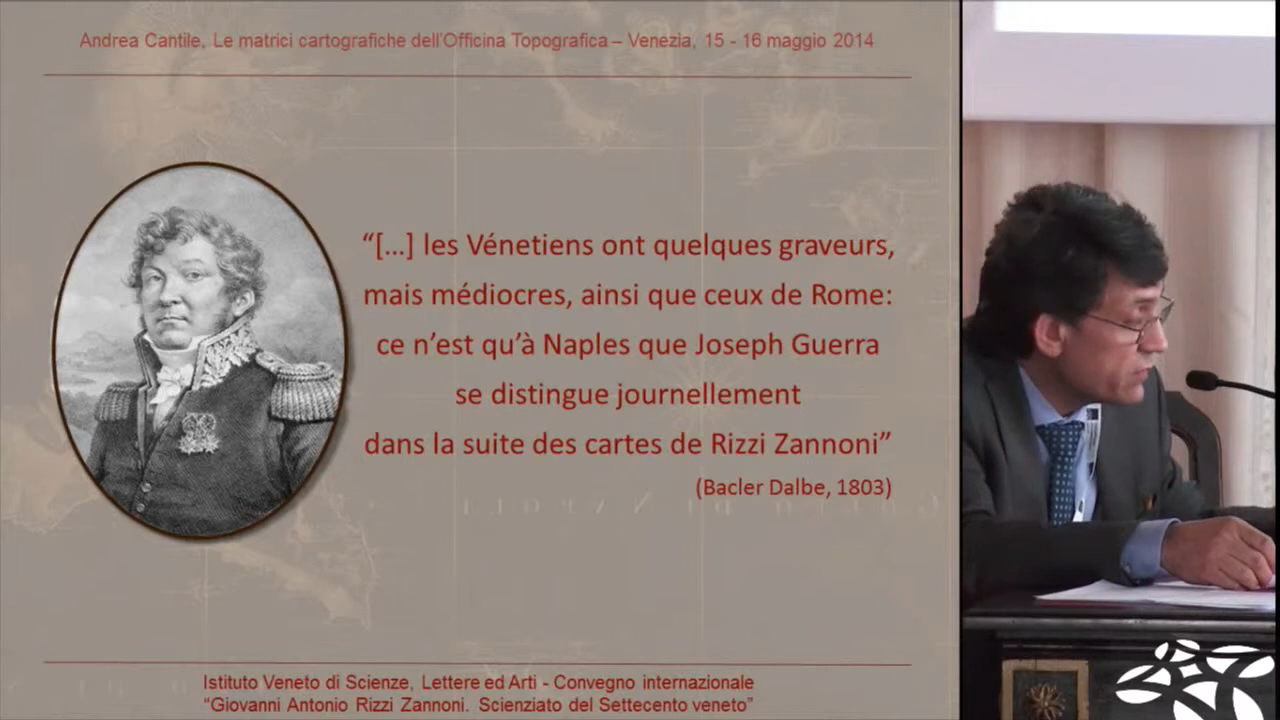 Andrea Cantile, Le matrici cartografiche dell'Officina Topografica – Venezia, 15 - 16 maggio 2014
“[...] les Vénetiens ont quelques graveurs,
mais médiocres, ainsi que ceux de Rome:
ce n’est qu’à Naples que Joseph Guerra
se distingue journellement
dans la suite des cartes de Rizzi Zannoni”
(Bacler Dalbe, 1803)
Istituto Veneto di Scienze, Lettere ed Arti - Convegno internazionale
“Giovanni Antonio Rizzi Zannoni. Scienziato del Settecento veneto”